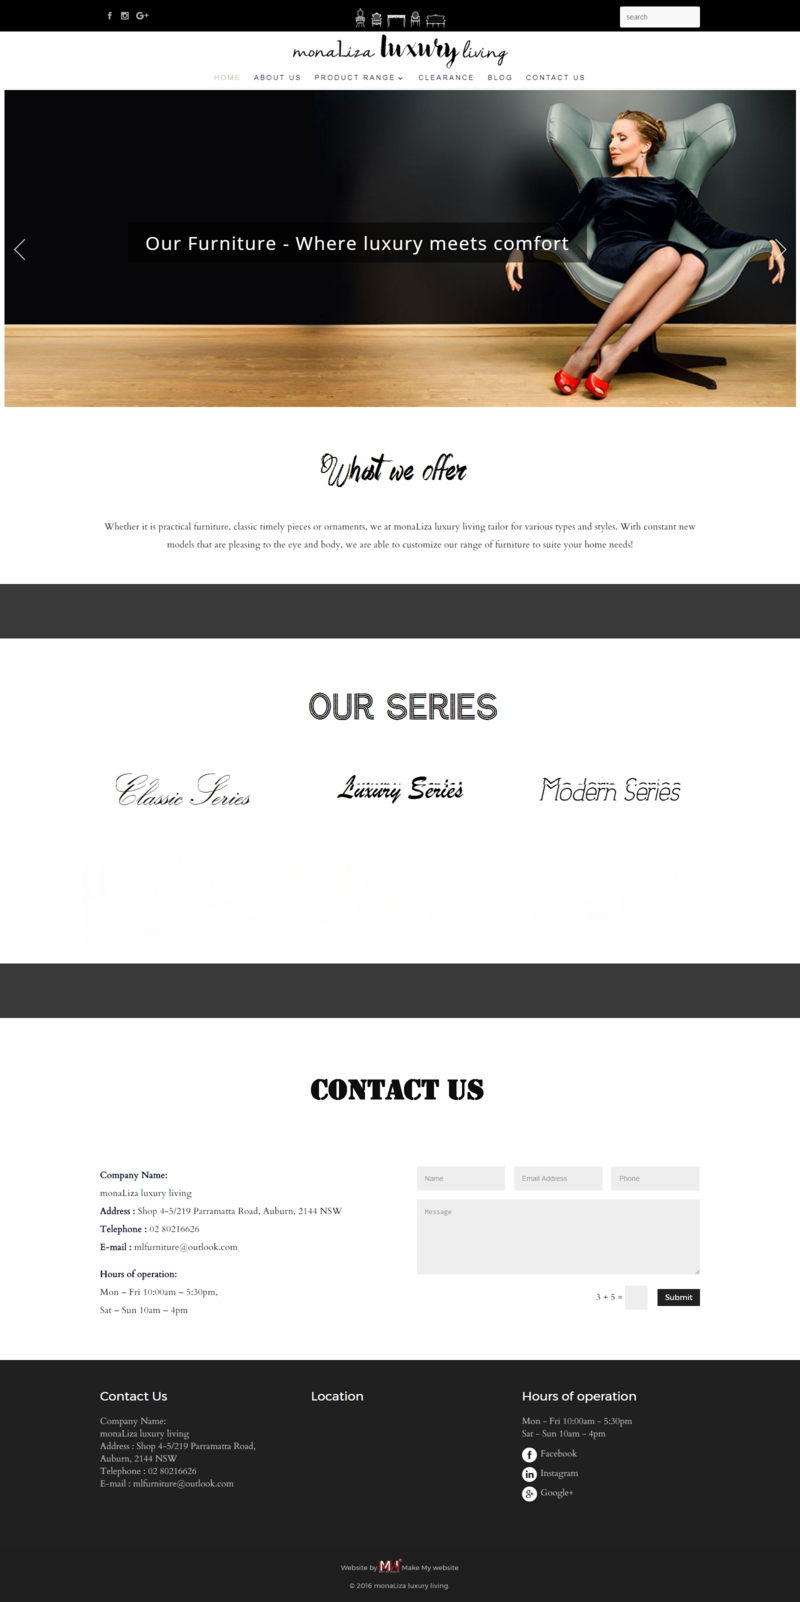 search
monaLiza luxury living
HOME ABOUT US PRODUCT RANGE CLEARANCE BLOG CONTACT US
Our Furniture - Where luxury meets comfort
What we offer
Whether it is practical furniture, classic timely pieces or ornaments, we at monaLiza luxury living tailor for various types and styles. With constant new
models that are pleasing to the eye and body, we are able to customize our range of furniture to suite your home needs!
OUR SERIES
Classic Series
Luxury Series
Modern Series
CONTACT US
Company Name:
monaLiza luxury living
Address : Shop 4-5/219 Parramatta Road, Auburn, 2144 NSW
Telephone : 02 80216626
E-mail : mlfurniture@outlook.com
Hours of operation:
Mon – Fri 10:00am – 5:30pm,
Sat – Sun 10am – 4pm
Name
Email Address
Phone
Message
3 + 5 =
Submit
Contact Us
Company Name:
monaLiza luxury living
Address : Shop 4-5/219 Parramatta Road,
Auburn, 2144 NSW
Telephone : 02 80216626
E-mail : mlfurniture@outlook.com
Location
Hours of operation
Mon - Fri 10:00am - 5:30pm
Sat - Sun 10am - 4pm
Facebook
Instagram
Google+
Website by MW Make My website
© 2016 monaLiza luxury living.